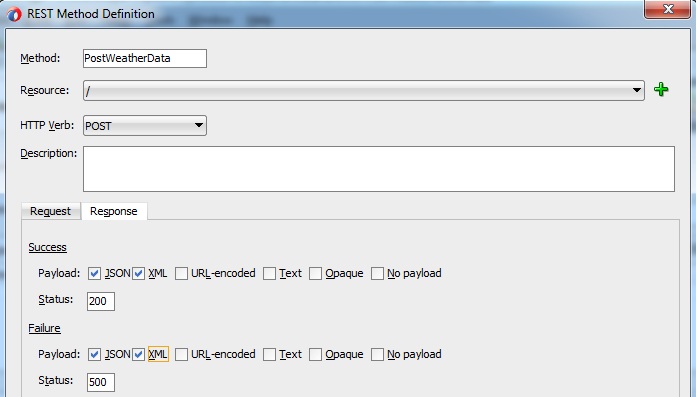 REST Method Definition
Method: PostWeatherData
Resource: /
HTTP Verb: POST
Description:
Request Response
Success
Payload: JSON XML URL-encoded Text Opaque No payload
Status: 200
Failure
Payload: JSON XML URL-encoded Text Opaque No payload
Status: 500